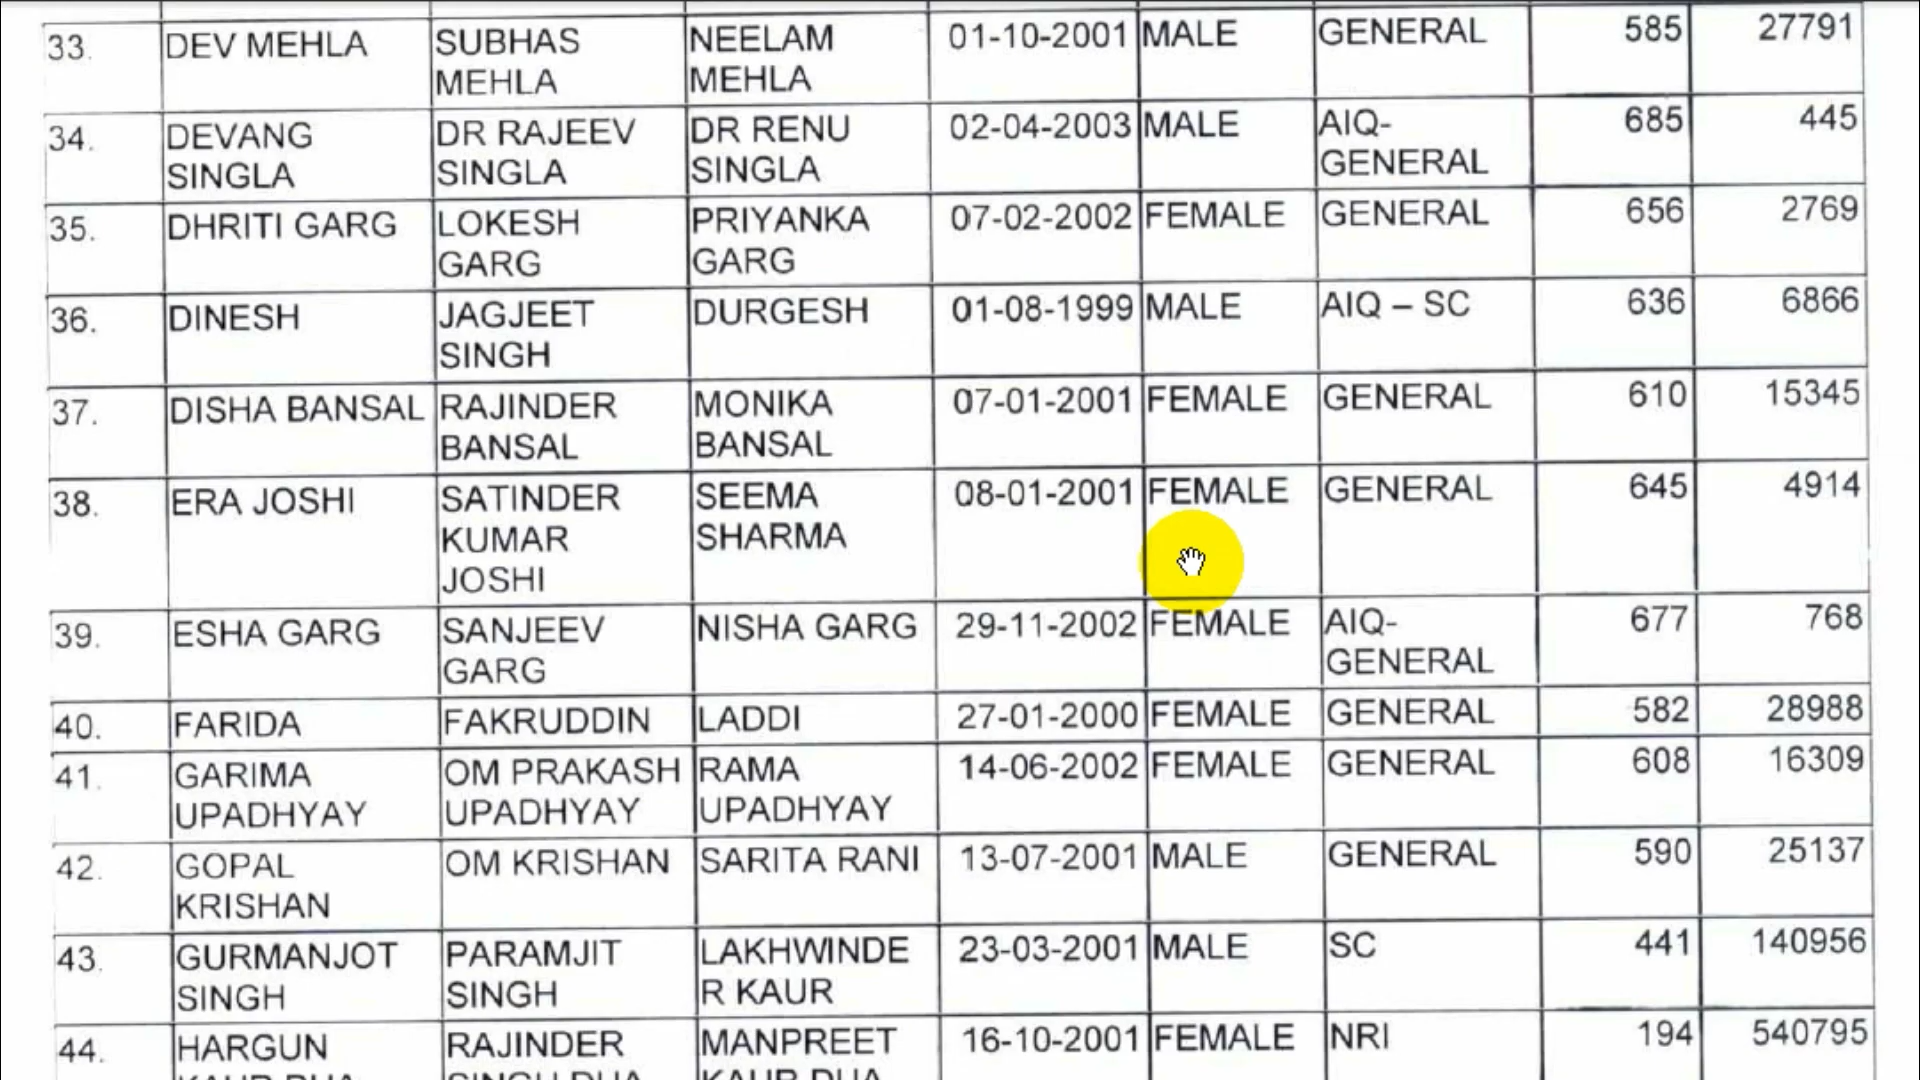 33. DEV MEHLA SUBHAS MEHLA NEELAM MEHLA 01-10-2001 MALE GENERAL 585 27791
34. DEVANG SINGLA DR RAJEEV SINGLA DR RENU SINGLA 02-04-2003 MALE AIQ-GENERAL 685 445
35. DHRITI GARG LOKESH GARG PRIYANKA GARG 07-02-2002 FEMALE GENERAL 656 2769
36. DINESH JAGJEET SINGH DURGESH 01-08-1999 MALE AIQ – SC 636 6866
37. DISHA BANSAL RAJINDER BANSAL MONIKA BANSAL 07-01-2001 FEMALE GENERAL 610 15345
38. ERA JOSHI SATINDER KUMAR JOSHI SEEMA SHARMA 08-01-2001 FEMALE GENERAL 645 4914
39. ESHA GARG SANJEEV GARG NISHA GARG 29-11-2002 FEMALE AIQ-GENERAL 677 768
40. FARIDA FAKRUDDIN LADDI 27-01-2000 FEMALE GENERAL 582 28988
41. GARIMA UPADHYAY OM PRAKASH UPADHYAY RAMA UPADHYAY 14-06-2002 FEMALE GENERAL 608 16309
42. GOPAL KRISHAN OM KRISHAN SARITA RANI 13-07-2001 MALE GENERAL 590 25137
43. GURMANJOT SINGH PARAMJIT SINGH LAKHWINDE R KAUR 23-03-2001 MALE SC 441 140956
44. HARGUN KAUR DUA RAJINDER SINGH DUA MANPREET KAUR DUA 16-10-2001 FEMALE NRI 194 540795